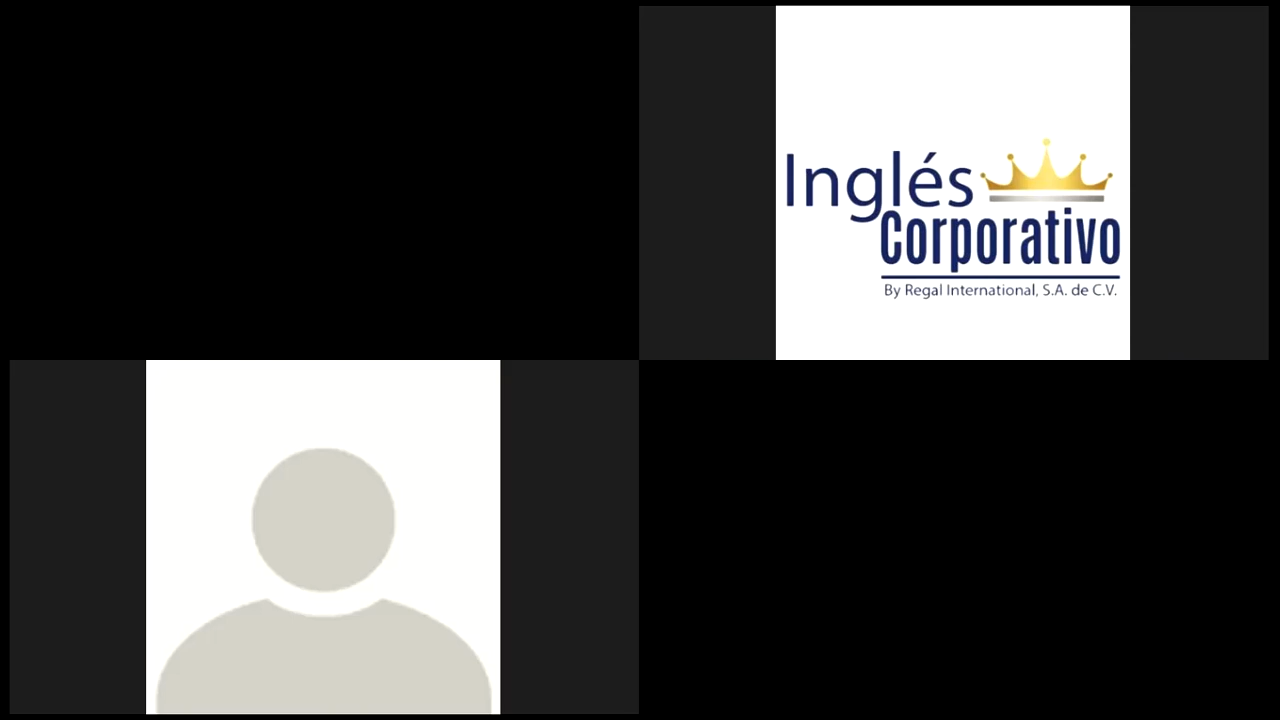 Inglés
Corporativo
By Regal International, S.A. de C.V.